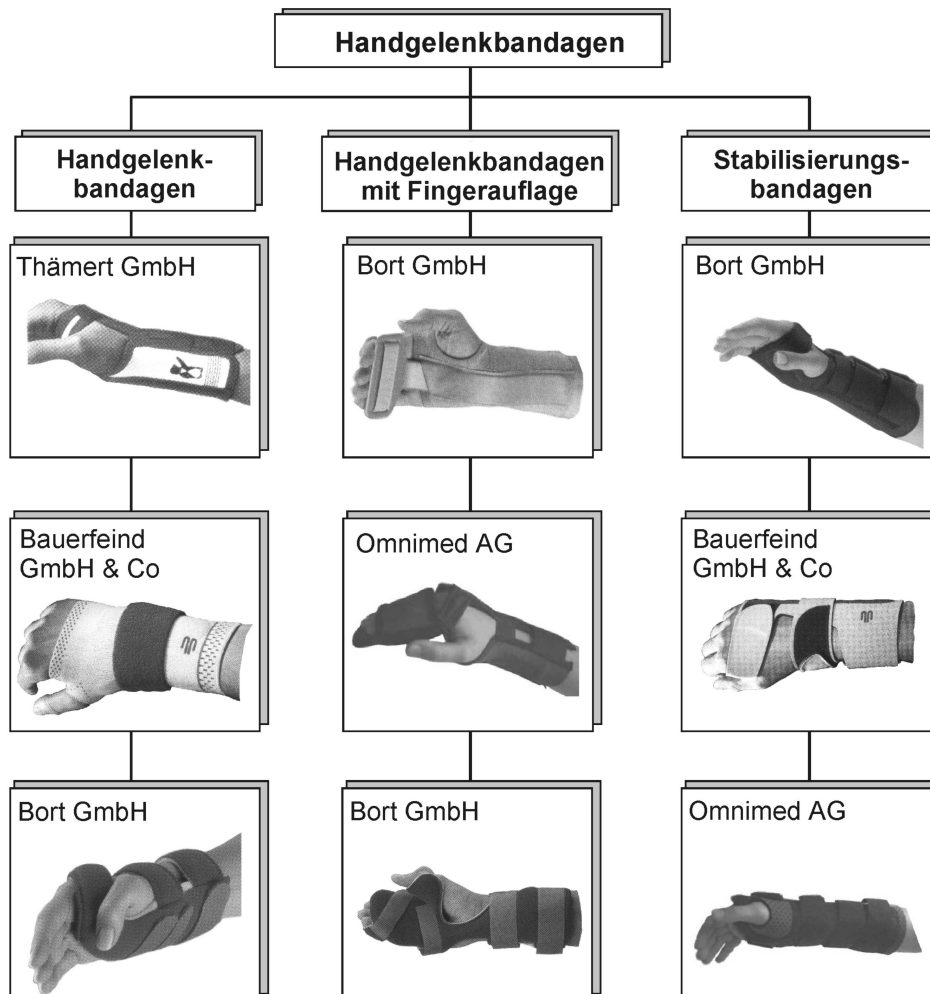 Handgelenkbandagen
Handgelenk-
bandagen
Handgelenkbandagen
mit Fingerauflage
Stabilisierungs-
bandagen
Thämert GmbH
Bort GmbH
Bort GmbH
Bauerfeind
GmbH & Co
Omnimed AG
Bauerfeind
GmbH & Co
Bort GmbH
Bort GmbH
Omnimed AG